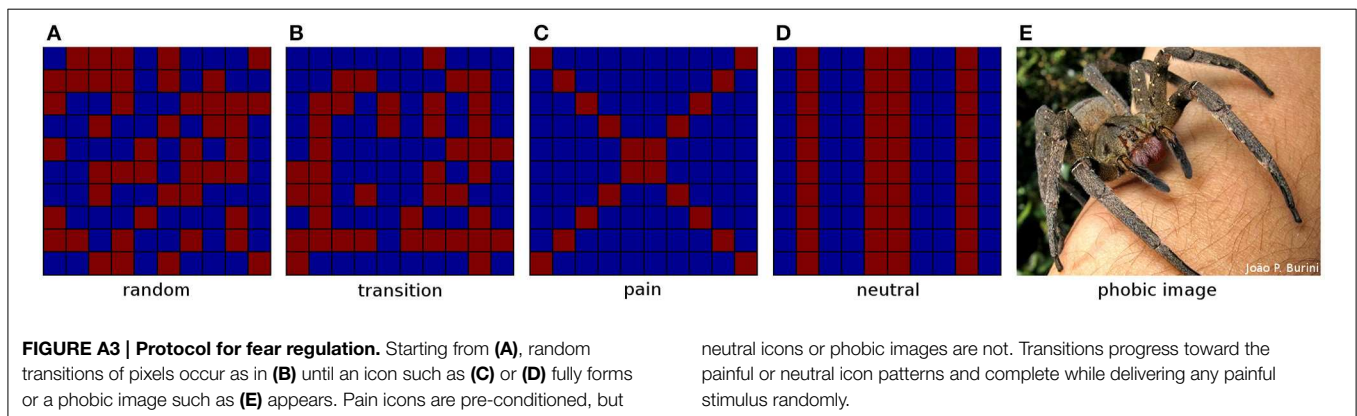 A B C D E
João P. Burini
random transition pain neutral phobic image
FIGURE A3 | Protocol for fear regulation. Starting from (A), random
transitions of pixels occur as in (B) until an icon such as (C) or (D) fully forms
or a phobic image such as (E) appears. Pain icons are pre-conditioned, but
neutral icons or phobic images are not. Transitions progress toward the
painful or neutral icon patterns and complete while delivering any painful
stimulus randomly.